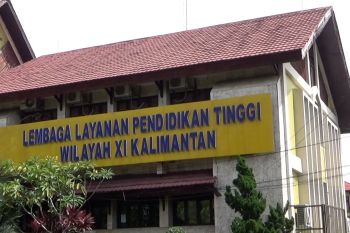 LEMBAGA LAYANAN PENDIDIKAN TINGGI
WILAYAH XI KALIMANTAN